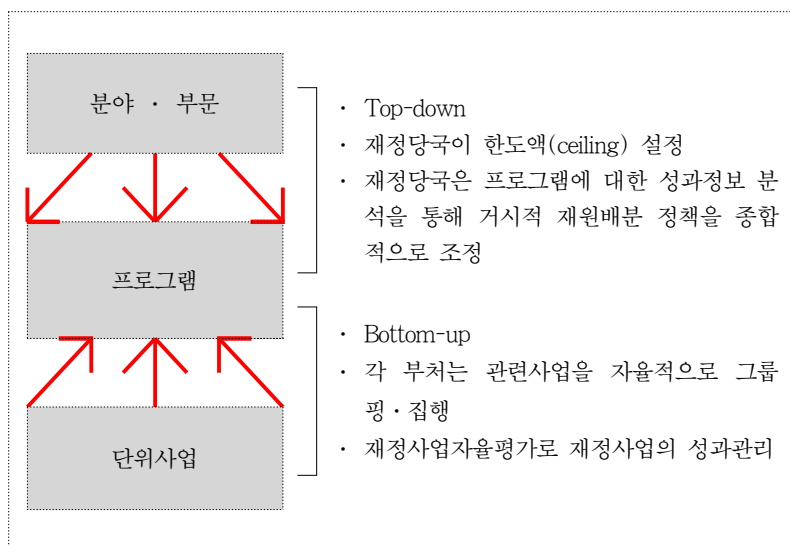 분야 · 부문
· Top-down
· 재정당국이 한도액(ceiling) 설정
· 재정당국은 프로그램에 대한 성과정보 분
석을 통해 거시적 재원배분 정책을 종합
적으로 조정
프로그램
· Bottom-up
· 각 부처는 관련사업을 자율적으로 그룹
핑·집행
· 재정사업자율평가로 재정사업의 성과관리
단위사업